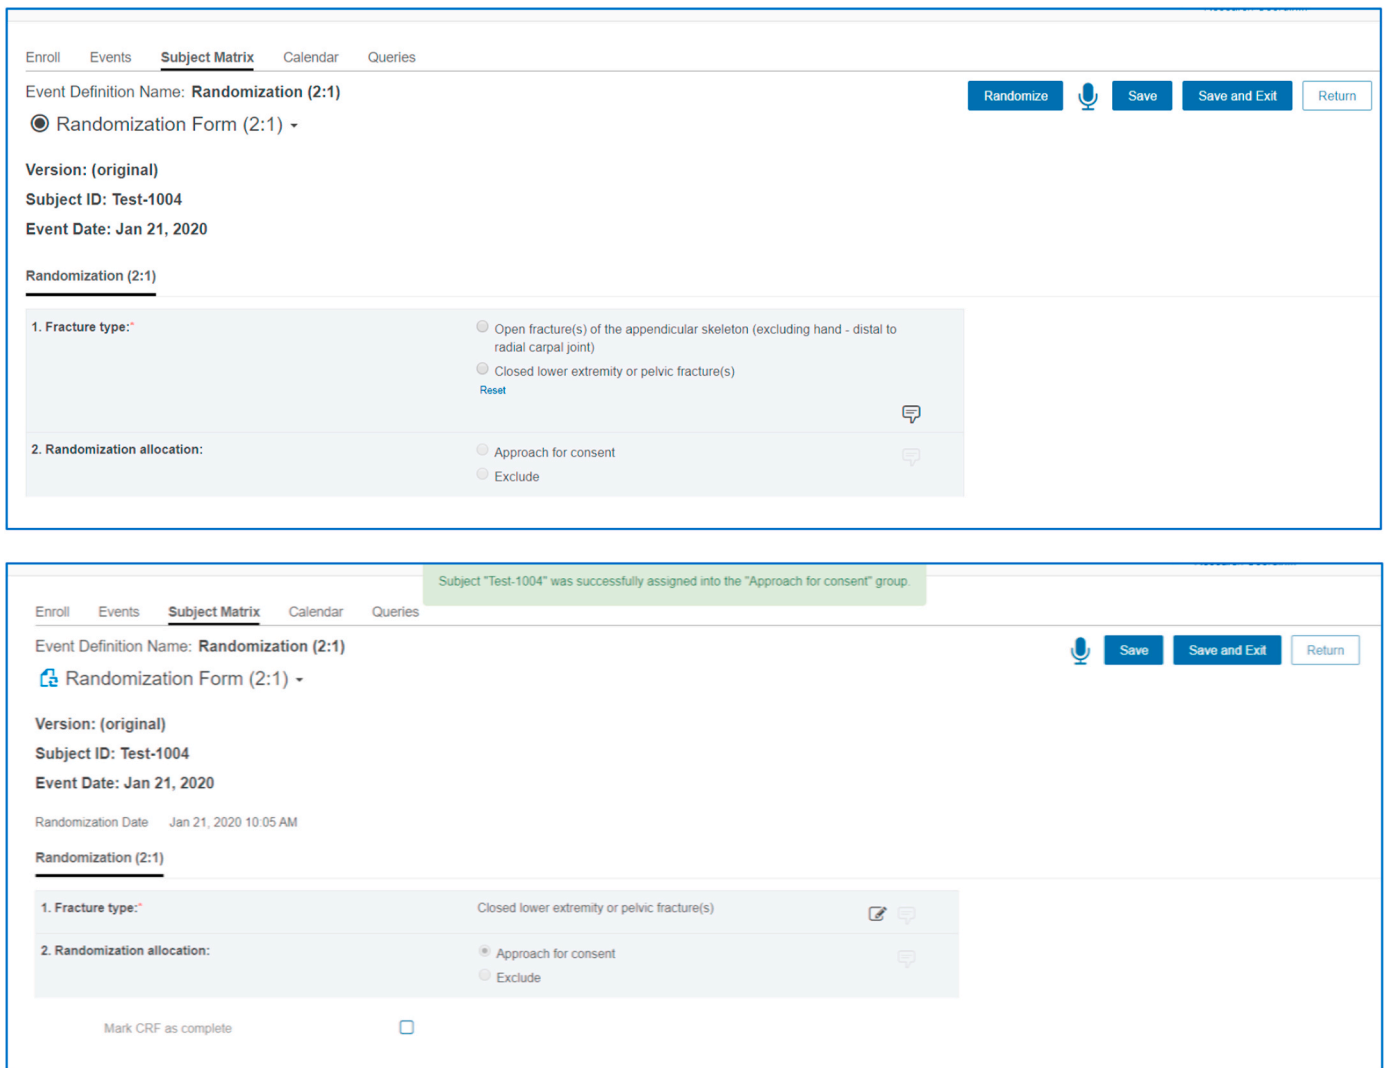 Enroll Events Subject Matrix Calendar Queries
Event Definition Name: Randomization (2:1)
Randomize Save Save and Exit Return
Randomization Form (2:1)
Version: (original)
Subject ID: Test-1004
Event Date: Jan 21, 2020
Randomization (2:1)
1. Fracture type:*
Open fracture(s) of the appendicular skeleton (excluding hand - distal to
radial carpal joint)
Closed lower extremity or pelvic fracture(s)
Reset
2. Randomization allocation:
Approach for consent
Exclude
Subject "Test-1004" was successfully assigned into the "Approach for consent" group.
Enroll Events Subject Matrix Calendar Queries
Event Definition Name: Randomization (2:1)
Save Save and Exit Return
Randomization Form (2:1)
Version: (original)
Subject ID: Test-1004
Event Date: Jan 21, 2020
Randomization Date Jan 21, 2020 10:05 AM
Randomization (2:1)
1. Fracture type:*
Closed lower extremity or pelvic fracture(s)
2. Randomization allocation:
Approach for consent
Exclude
Mark CRF as complete